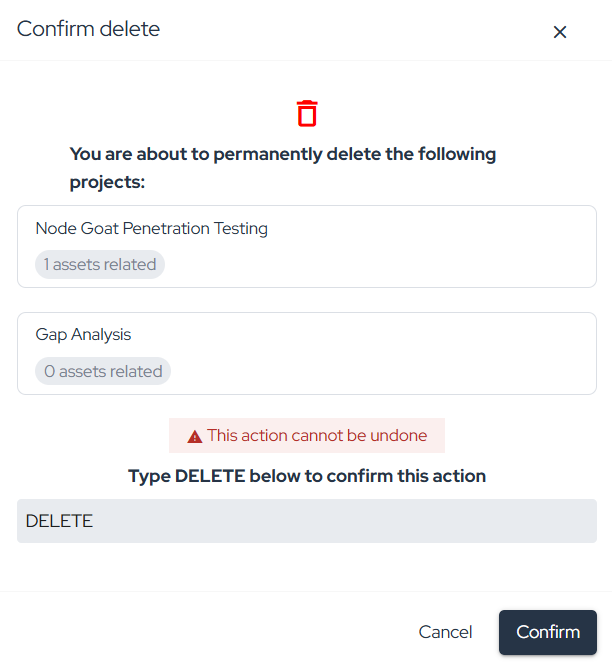 Confirm delete
You are about to permanently delete the following
projects:
Node Goat Penetration Testing
1 assets related
Gap Analysis
0 assets related
This action cannot be undone
Type DELETE below to confirm this action
DELETE
Cancel
Confirm